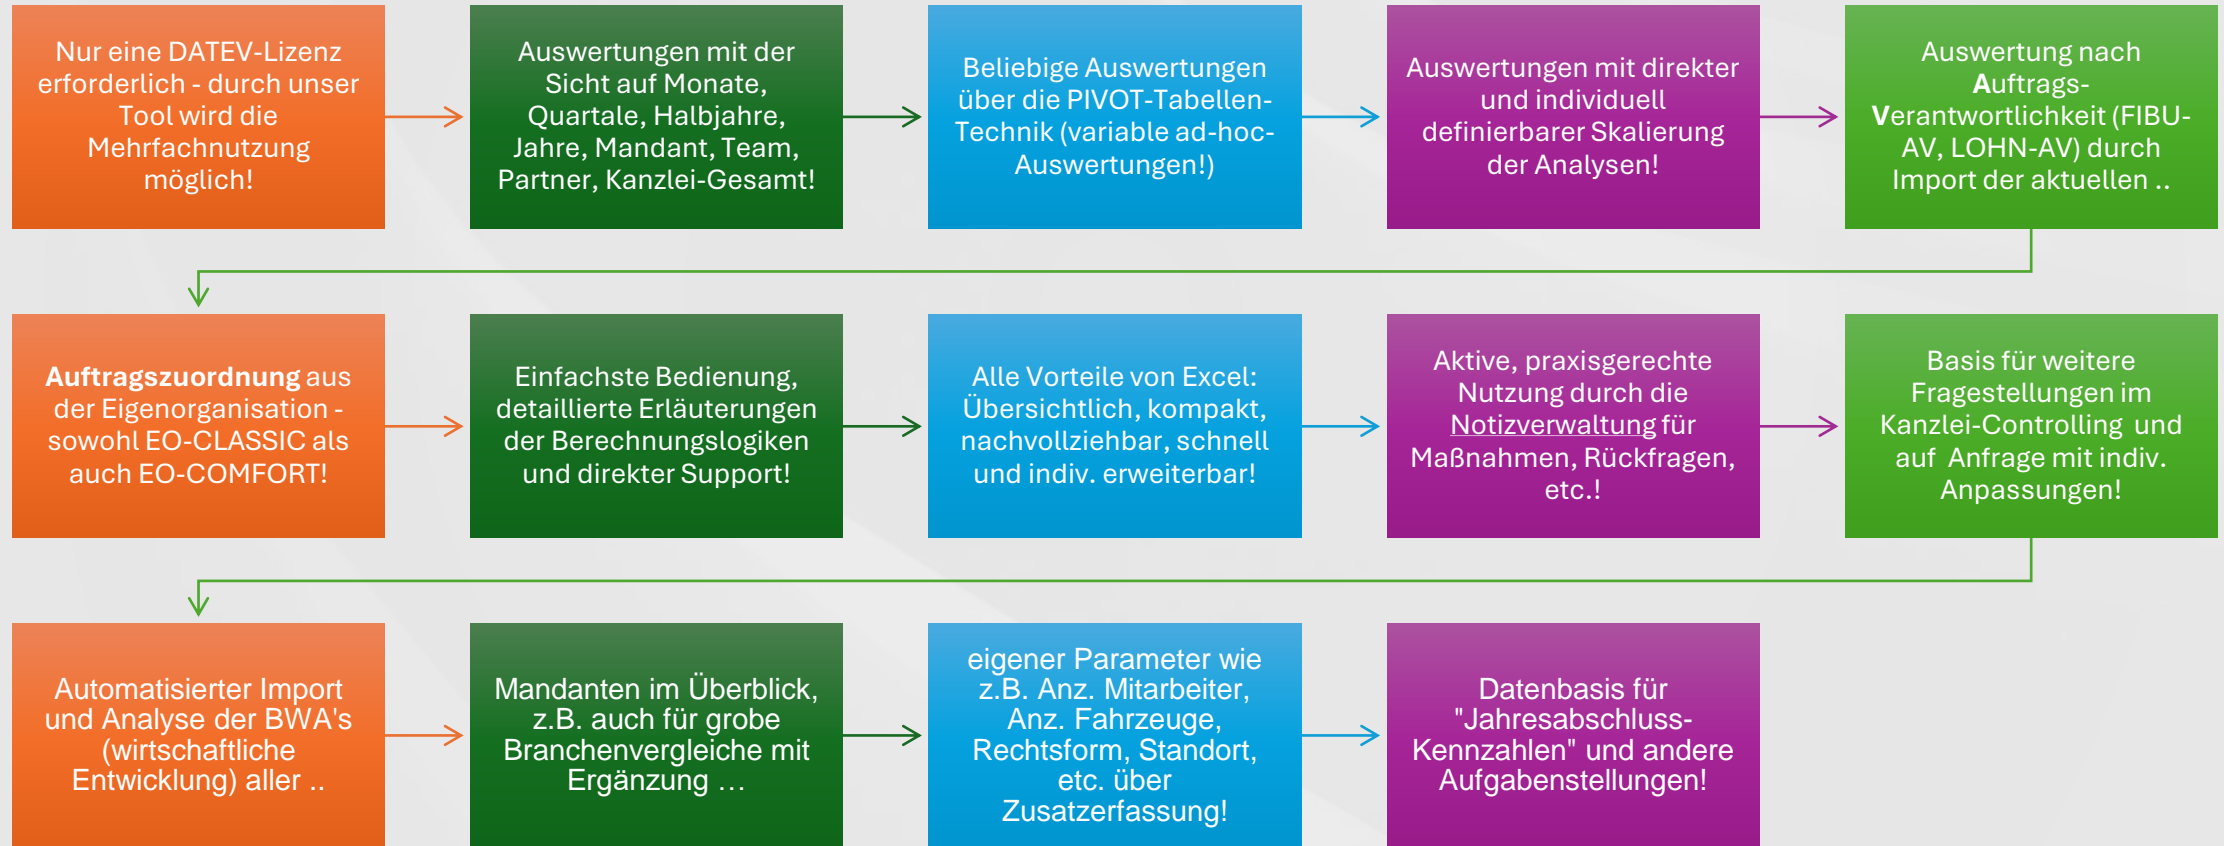 Nur eine DATEV-Lizenz
erforderlich - durch unser
Tool wird die
Mehrfachnutzung
möglich!
Auswertungen mit der
Sicht auf Monate,
Quartale, Halbjahre,
Jahre, Mandant, Team,
Partner, Kanzlei-Gesamt!
Beliebige Auswertungen
über die PIVOT-Tabellen-
Technik (variable ad-hoc-
Auswertungen!)
Auswertungen mit direkter
und individuell
definierbarer Skalierung
der Analysen!
Auswertung nach
Auftrags-
Verantwortlichkeit (FIBU-
AV, LOHN-AV) durch
Import der aktuellen ..
Auftragszuordnung aus
der Eigenorganisation -
sowohl EO-CLASSIC als
auch EO-COMFORT!
Einfachste Bedienung,
detaillierte Erläuterungen
der Berechnungslogiken
und direkter Support!
Alle Vorteile von Excel:
Übersichtlich, kompakt,
nachvollziehbar, schnell
und indiv. erweiterbar!
Aktive, praxisgerechte
Nutzung durch die
Notizverwaltung für
Maßnahmen, Rückfragen,
etc.!
Basis für weitere
Fragestellungen im
Kanzlei-Controlling und
auf Anfrage mit indiv.
Anpassungen!
Automatisierter Import
und Analyse der BWA's
(wirtschaftliche
Entwicklung) aller ..
Mandanten im Überblick,
z.B. auch für grobe
Branchenvergleiche mit
Ergänzung …
eigener Parameter wie
z.B. Anz. Mitarbeiter,
Anz. Fahrzeuge,
Rechtsform, Standort,
etc. über
Zusatzerfassung!
Datenbasis für
"Jahresabschluss-
Kennzahlen" und andere
Aufgabenstellungen!